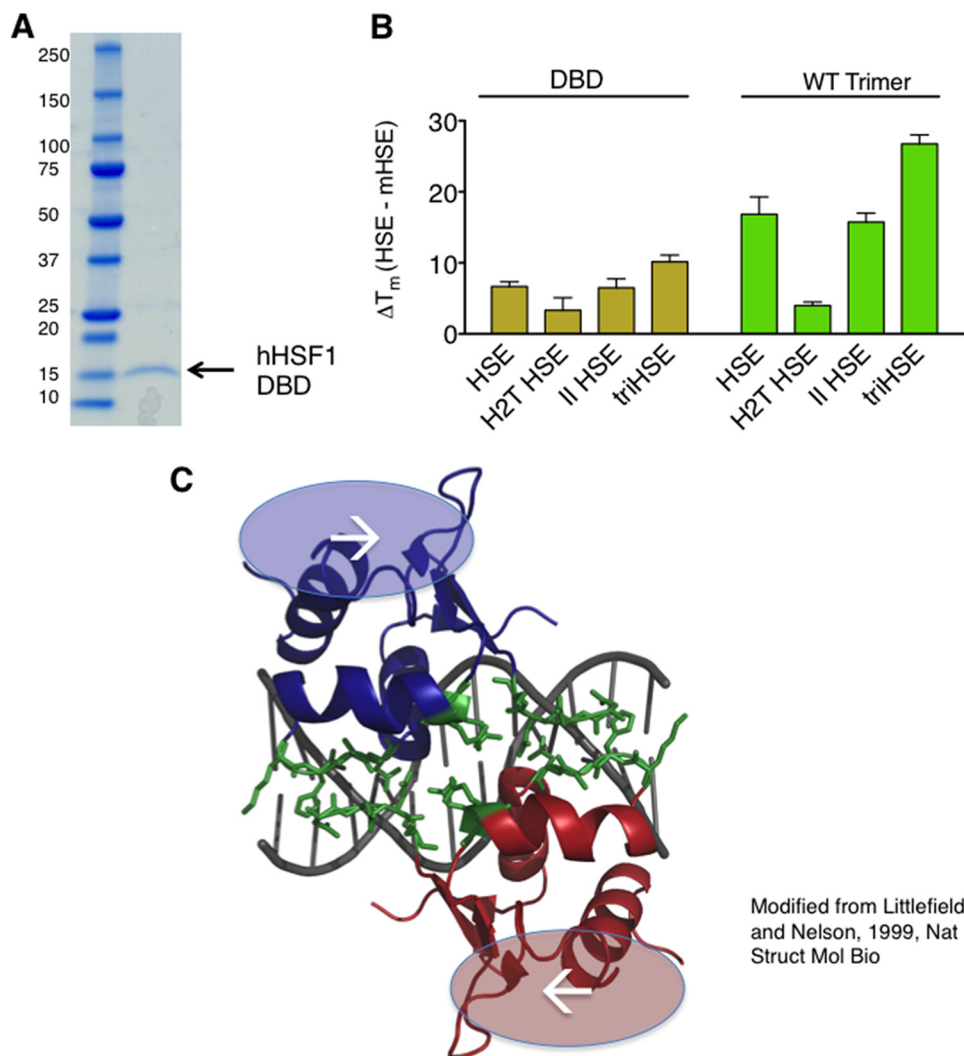 A
250
150
100
75
50
37
25
20
15
10
hHSF1
DBD
B
DBD
WT Trimer
ΔTm (HSE - mHSE)
30
20
10
0
HSE
H2T HSE
II HSE
triHSE
HSE
H2T HSE
II HSE
triHSE
C
Modified from Littlefield
and Nelson, 1999, Nat
Struct Mol Bio